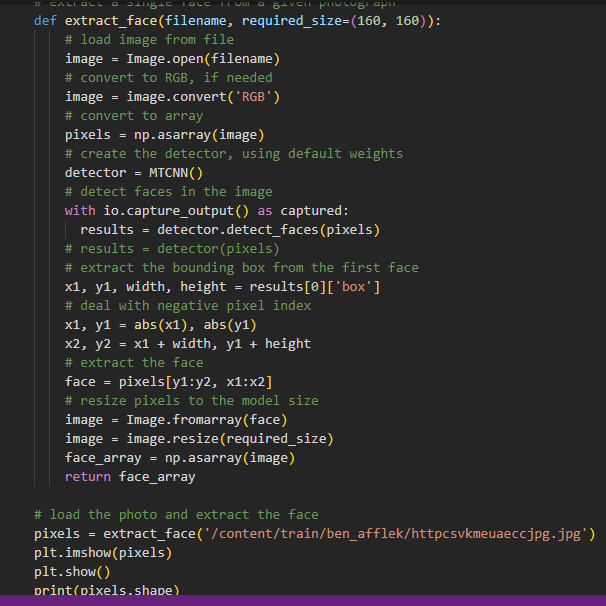 # extract a single face from a given photograph
def extract_face(filename, required_size=(160, 160)):
# load image from file
image = Image.open(filename)
# convert to RGB, if needed
image = image.convert('RGB')
# convert to array
pixels = np.asarray(image)
# create the detector, using default weights
detector = MTCNN()
# detect faces in the image
with io.capture_output() as captured:
results = detector.detect_faces(pixels)
# results = detector(pixels)
# extract the bounding box from the first face
x1, y1, width, height = results[0]['box']
# deal with negative pixel index
x1, y1 = abs(x1), abs(y1)
x2, y2 = x1 + width, y1 + height
# extract the face
face = pixels[y1:y2, x1:x2]
# resize pixels to the model size
image = Image.fromarray(face)
image = image.resize(required_size)
face_array = np.asarray(image)
return face_array
# load the photo and extract the face
pixels = extract_face('/content/train/ben_afflek/httpcsvkmeuaeccjpg.jpg')
plt.imshow(pixels)
plt.show()
print(pixels.shape)